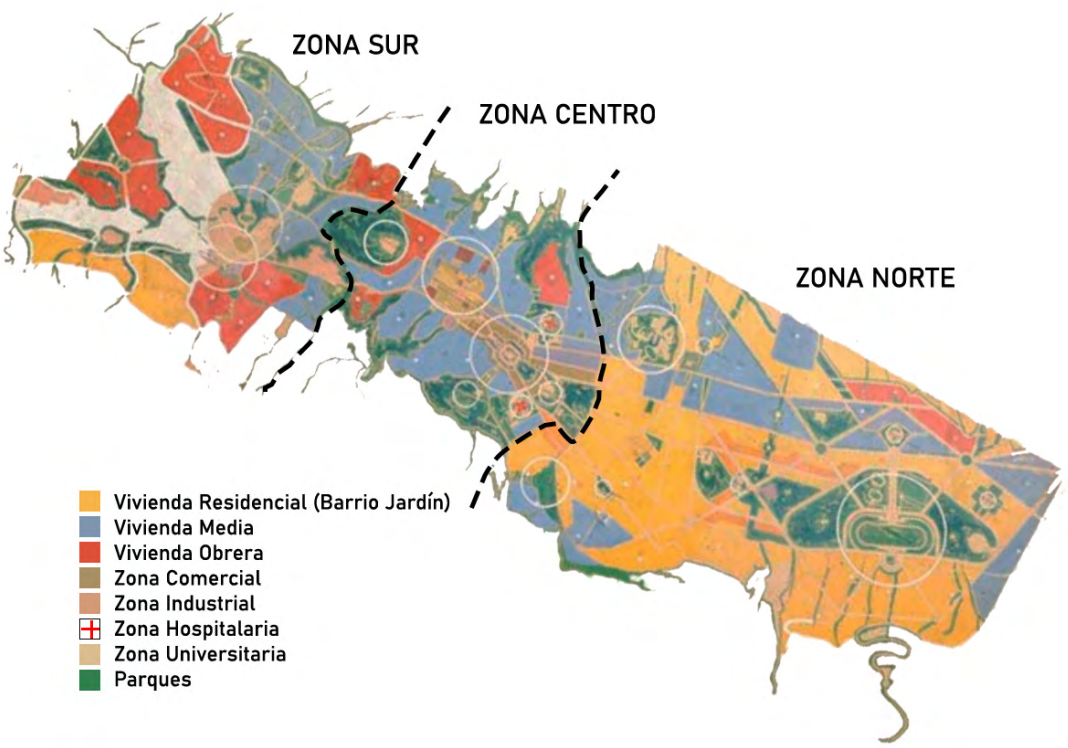 ZONA SUR
ZONA CENTRO
ZONA NORTE
Vivienda Residencial (Barrio Jardín)
Vivienda Media
Vivienda Obrera
Zona Comercial
Zona Industrial
Zona Hospitalaria
Zona Universitaria
Parques